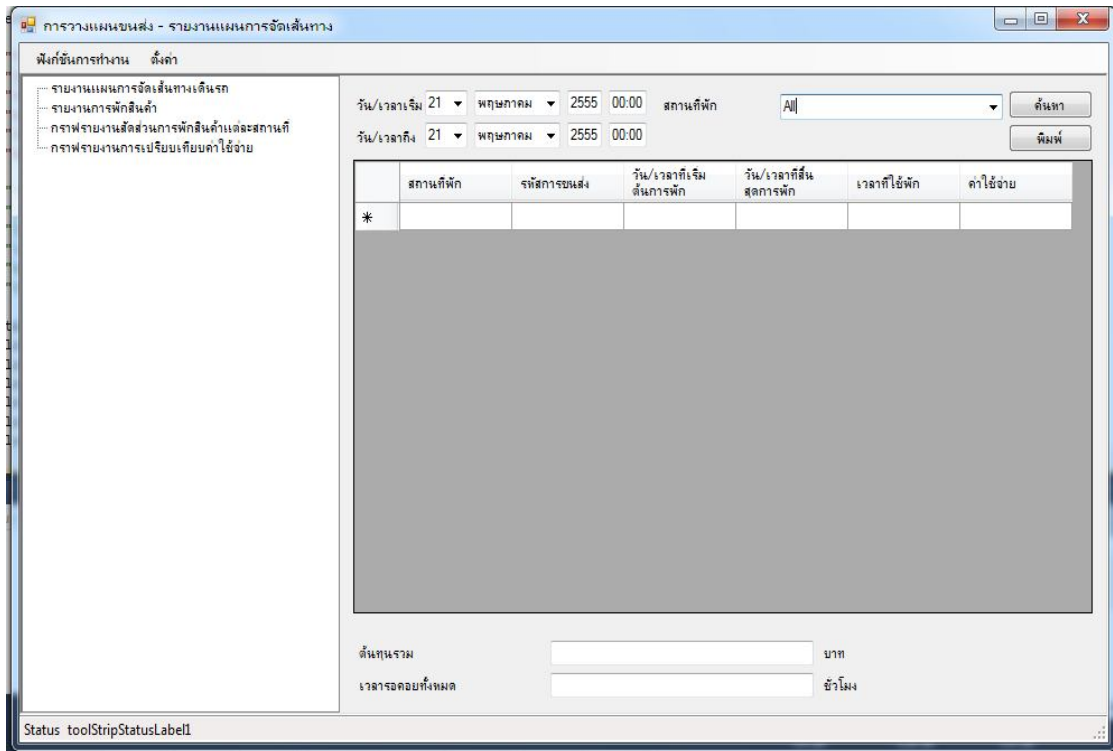 การวางแผนขนส่ง - รายงานแผนการจัดเส้นทาง
ฟังก์ชันการทำงาน ตั้งค่า
รายงานแผนการจัดเส้นทางเดินรถ
รายงานการพักสินค้า
กราฟรายงานสัดส่วนการพักสินค้าแต่ละสถานที่
กราฟรายงานการเปรียบเทียบค่าใช้จ่าย
วัน/เวลาเริ่ม 21 พฤษภาคม 2555 00:00 สถานที่พัก All ค้นหา
วัน/เวลาถึง 21 พฤษภาคม 2555 00:00 พิมพ์
สถานที่พัก รหัสการขนส่ง วัน/เวลาที่เริ่มต้นการพัก วัน/เวลาที่สิ้นสุดการพัก เวลาที่ใช้พัก ค่าใช้จ่าย
ต้นทุนรวม บาท
เวลารอคอยทั้งหมด ชั่วโมง
Status toolStripStatusLabel1